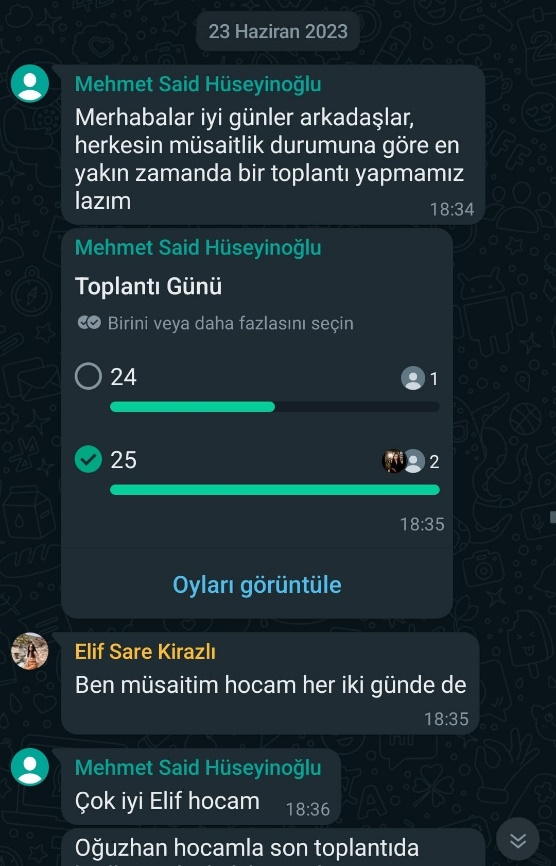 23 Haziran 2023
Mehmet Said Hüseyinoğlu
Merhabalar iyi günler arkadaşlar,
herkesin müsaitlik durumuna göre en
yakın zamanda bir toplantı yapmamız
lazım
18:34
Mehmet Said Hüseyinoğlu
Toplantı Günü
Birini veya daha fazlasını seçin
24
1
25
2
18:35
Oyları görüntüle
Elif Sare Kirazlı
Ben müsaitim hocam her iki günde de
18:35
Mehmet Said Hüseyinoğlu
Çok iyi Elif hocam
18:36
Oğuzhan hocamla son toplantıda